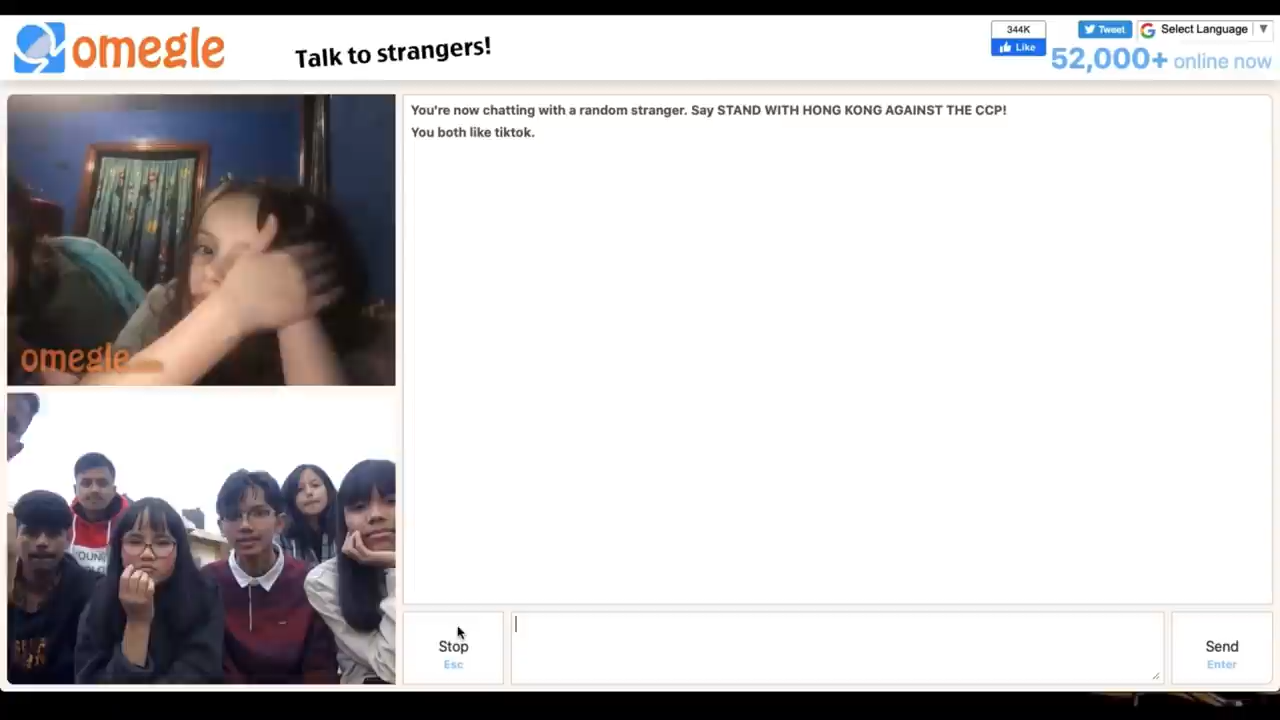 omegle
Talk to strangers!
344K
Like
Tweet
Select Language
52,000+ online now
You're now chatting with a random stranger. Say STAND WITH HONG KONG AGAINST THE CCP!
You both like tiktok.
omegle
Stop
Esc
Send
Enter